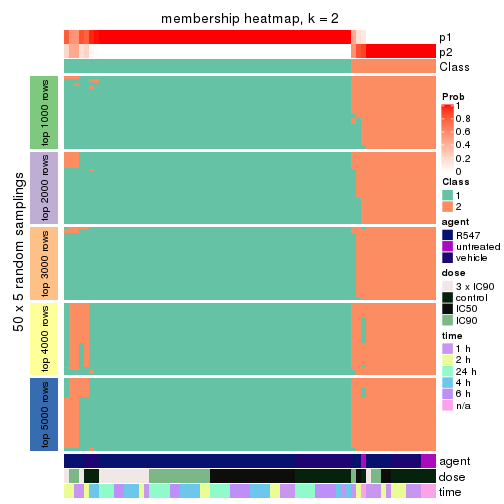 membership heatmap, k = 2
p1
p2
Class
50 x 5 random samplings
top 1000 rows
top 2000 rows
top 3000 rows
top 4000 rows
top 5000 rows
Prob
1
0.8
0.6
0.4
0.2
0
Class
1
2
agent
R547
untreated
vehicle
dose
3 x IC90
control
IC50
IC90
time
1 h
2 h
24 h
4 h
6 h
n/a
agent
dose
time